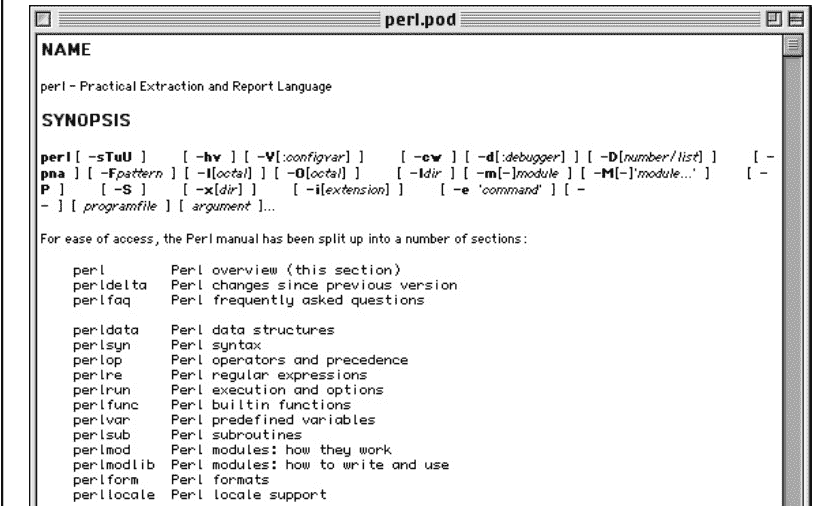 perl.pod
NAME
perl - Practical Extraction and Report Language
SYNOPSIS
perl [ -sTuU ] [ -hv ] [ -V[:configvar] ] [ -cw ] [ -d[:debugger] ] [ -D[number/list] ] [ -
pna ] [ -Fpattern ] [ -l[octal] ] [ -0[octal] ] [ -Idir ] [ -m[-]module ] [ -M[-]'module...' ] [ -
P ] [ -S ] [ -x[dir] ] [ -i[extension] ] [ -e 'command' ] [ -
- ] [ programfile ] [ argument ]...
For ease of access, the Perl manual has been split up into a number of sections:
perl Perl overview (this section)
perldelta Perl changes since previous version
perlfaq Perl frequently asked questions
perldata Perl data structures
perlsyn Perl syntax
perlop Perl operators and precedence
perlre Perl regular expressions
perlrun Perl execution and options
perlfunc Perl builtin functions
perlvar Perl predefined variables
perlsub Perl subroutines
perlmod Perl modules: how they work
perlmodlib Perl modules: how to write and use
perlform Perl formats
perllocale Perl locale support